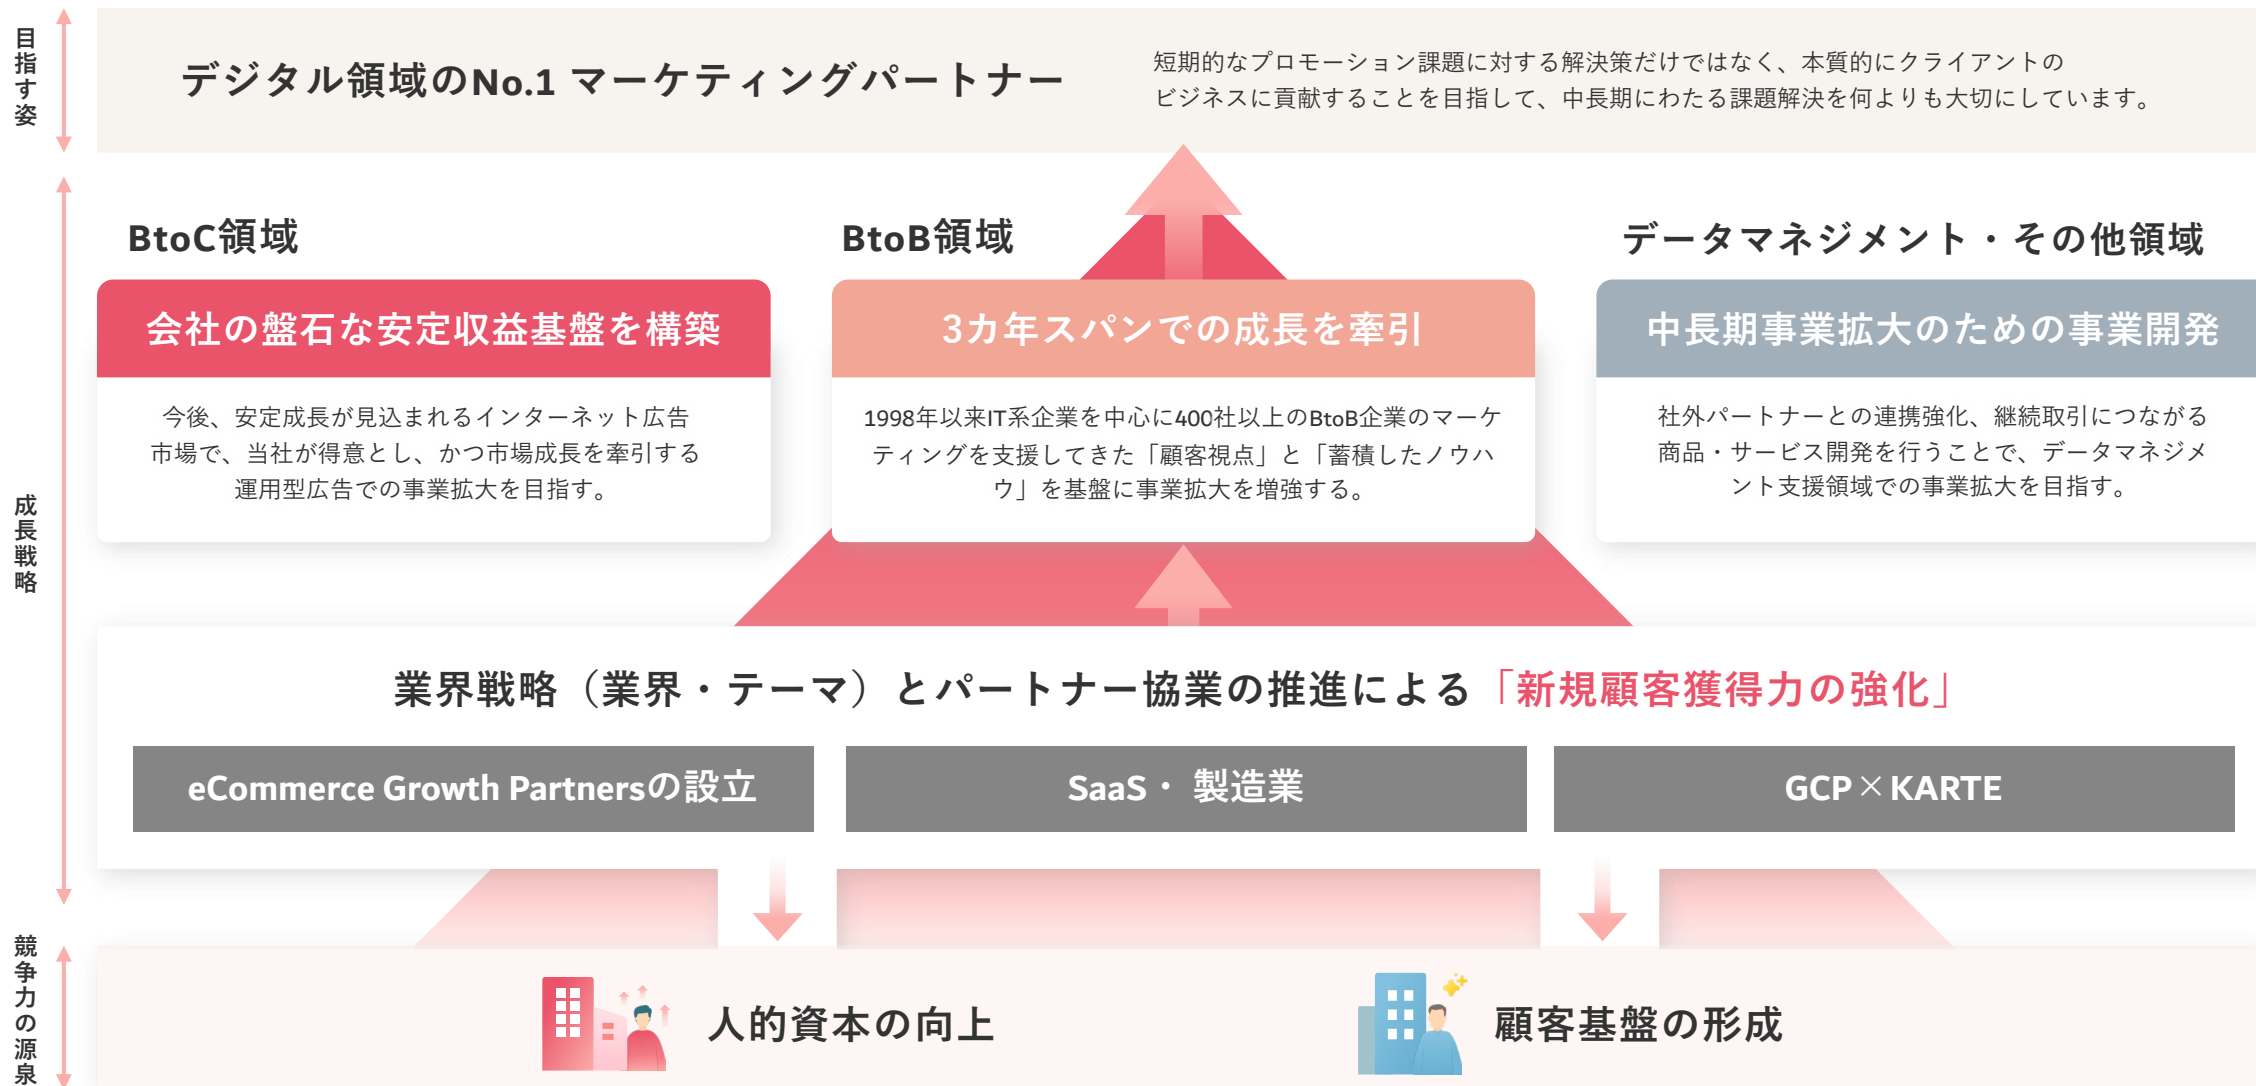 目指す姿
デジタル領域のNo.1 マーケティングパートナー
短期的なプロモーション課題に対する解決策だけではなく、本質的にクライアントの
ビジネスに貢献することを目指して、中長期にわたる課題解決を何よりも大切にしています。
成長戦略
BtoC領域
会社の盤石な安定収益基盤を構築
今後、安定成長が見込まれるインターネット広告
市場で、当社が得意とし、かつ市場成長を牽引する
運用型広告での事業拡大を目指す。
BtoB領域
3カ年スパンでの成長を牽引
1998年以来IT系企業を中心に400社以上のBtoB企業のマーケ
ティングを支援してきた「顧客視点」と「蓄積したノウハ
ウ」を基盤に事業拡大を増強する。
データマネジメント・その他領域
中長期事業拡大のための事業開発
社外パートナーとの連携強化、継続取引につながる
商品・サービス開発を行うことで、データマネジメ
ント支援領域での事業拡大を目指す。
業界戦略（業界・テーマ）とパートナー協業の推進による「新規顧客獲得力の強化」
eCommerce Growth Partnersの設立
SaaS・ 製造業
GCP×KARTE
競争力の源泉
人的資本の向上
顧客基盤の形成